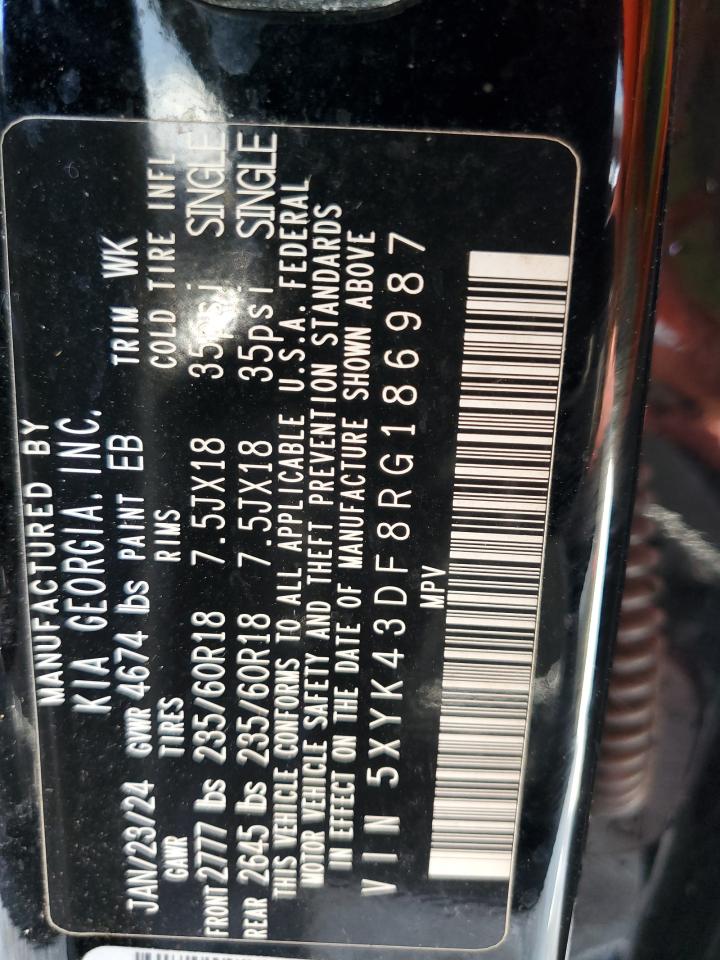 MANUFACTURED BY
KIA GEORGIA. INC.
JAN/23/24 GVWR 4674 lbs PAINT EB TRIM WK
GAWR TIRES RIMS COLD TIRE INFL
FRONT 2777 lbs 235/60R18 7.5JX18 35psi SINGLE
REAR 2645 lbs 235/60R18 7.5JX18 35psi SINGLE
THIS VEHICLE CONFORMS TO ALL APPLICABLE U.S.A. FEDERAL
MOTOR VEHICLE SAFETY AND THEFT PREVENTION STANDARDS
IN EFFECT ON THE DATE OF MANUFACTURE SHOWN ABOVE
VIN 5XYK43DF8RG186987
MPV